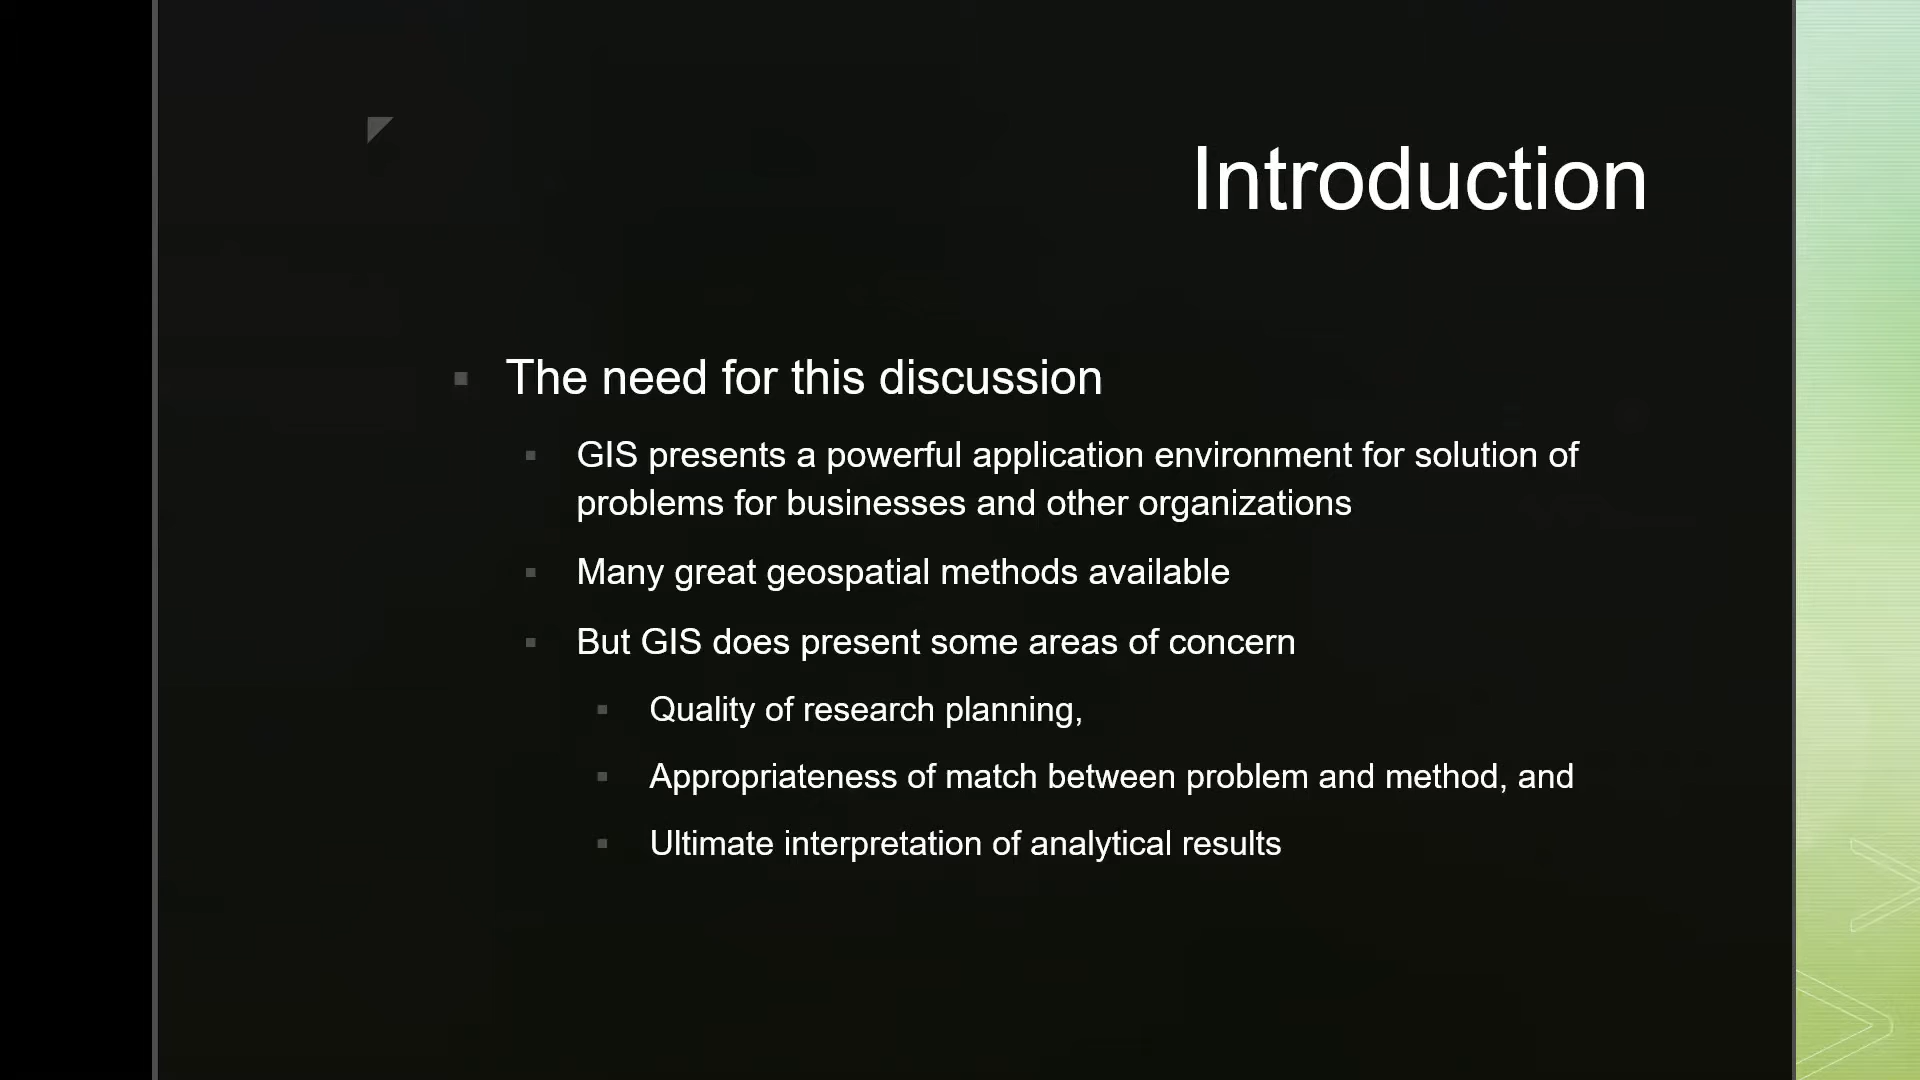 Introduction
The need for this discussion
GIS presents a powerful application environment for solution of
problems for businesses and other organizations
Many great geospatial methods available
But GIS does present some areas of concern
Quality of research planning,
Appropriateness of match between problem and method, and
Ultimate interpretation of analytical results